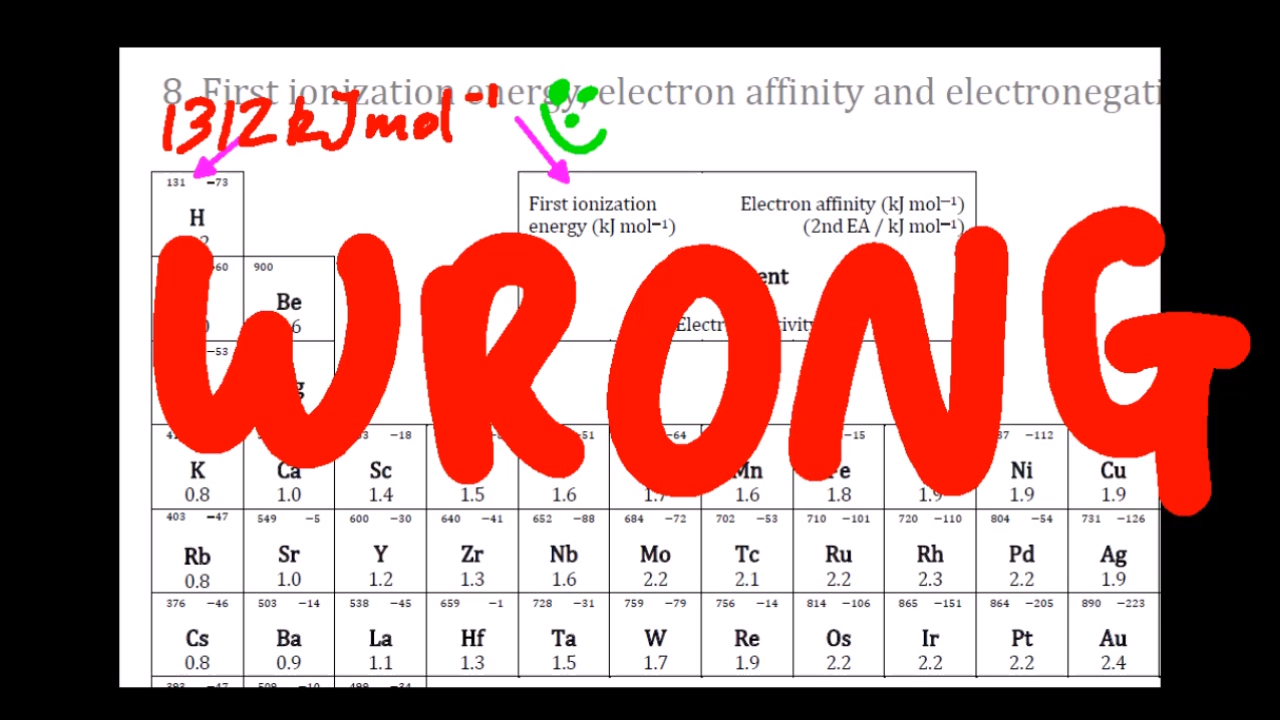 8. First ionization energy, electron affinity and
1312 kJ mol⁻¹
131 −73
H
First ionization Electron affinity (kJ mol⁻¹)
energy (kJ mol⁻¹) (2nd EA / kJ mol⁻¹)
WRONG
900
Be
K Ca Sc Ni Cu
0.8 1.0 1.4 1.5 1.6 1.6 1.8 1.9 1.9
−18 −112
403 −47 549 −5 600 −30 640 −41 652 −88 684 −72 702 −53 710 −101 720 −110 804 −54 731 −126
Rb Sr Y Zr Nb Mo Tc Ru Rh Pd Ag
0.8 1.0 1.2 1.3 1.6 2.2 2.1 2.2 2.3 2.2 1.9
376 −46 503 −14 538 −45 659 −1 728 −31 759 −79 756 −14 814 −106 865 −151 864 −205 890 −223
Cs Ba La Hf Ta W Re Os Ir Pt Au
0.8 0.9 1.1 1.3 1.5 1.7 1.9 2.2 2.2 2.2 2.4